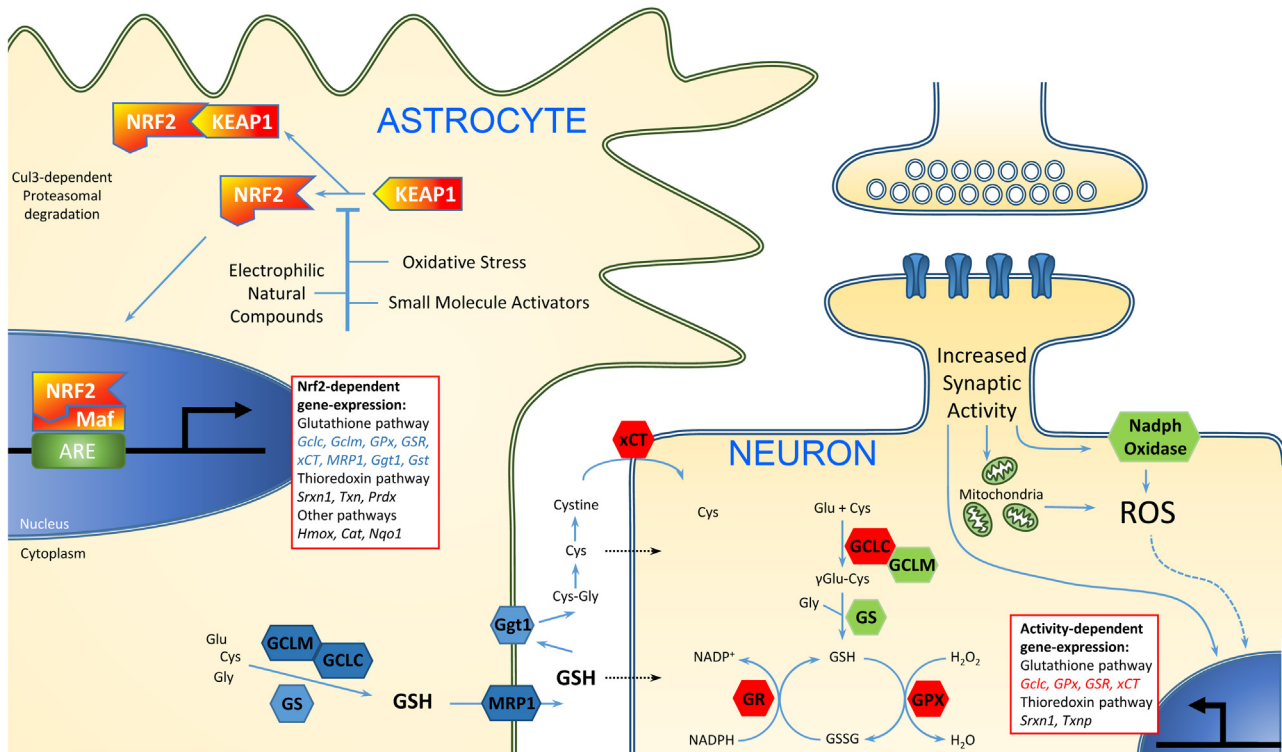 ASTROCYTE
NRF2
KEAP1
Cul3-dependent
Proteasomal
degradation
NRF2
KEAP1
Electrophilic
Natural
Compounds
Oxidative Stress
Small Molecule Activators
NRF2
Maf
ARE
Nucleus
Cytoplasm
Nrf2-dependent
gene-expression:
Glutathione pathway
Gclc, Gclm, GPx, GSR,
xCT, MRP1, Ggt1, Gst
Thioredoxin pathway
Srxn1, Txn, Prdx
Other pathways
Hmox, Cat, Nqo1
Glu
Cys
Gly
GCLM
GCLC
GS
GSH
MRP1
GSH
Ggt1
Cys-Gly
Cys
Cystine
xCT
NEURON
Cys
Glu + Cys
GCLC
GCLM
γGlu-Cys
Gly
GS
NADP⁺
GSH
H₂O₂
GR
GPX
NADPH
GSSG
H₂O
Increased
Synaptic
Activity
Nadph
Oxidase
Mitochondria
ROS
Activity-dependent
gene-expression:
Glutathione pathway
Gclc, GPx, GSR, xCT
Thioredoxin pathway
Srxn1, Txnp